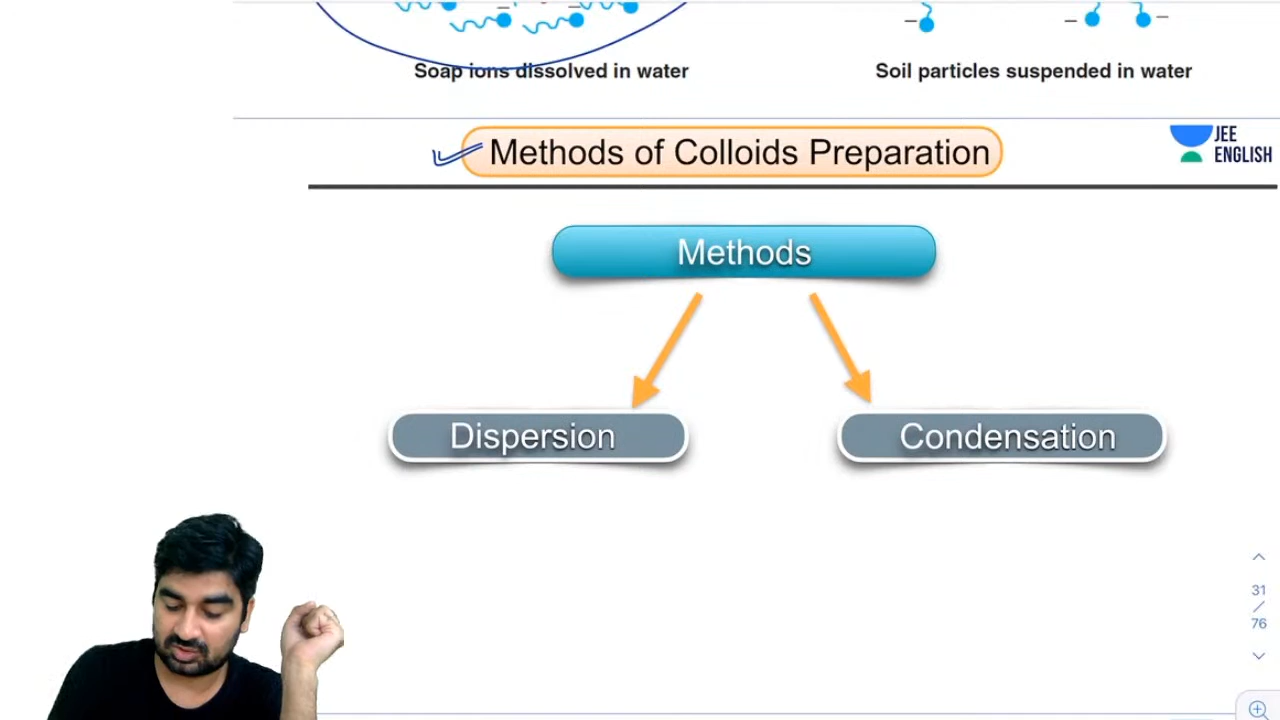 Soap ions dissolved in water
Soil particles suspended in water
Methods of Colloids Preparation
JEE
ENGLISH
Methods
Dispersion
Condensation
31
/
76